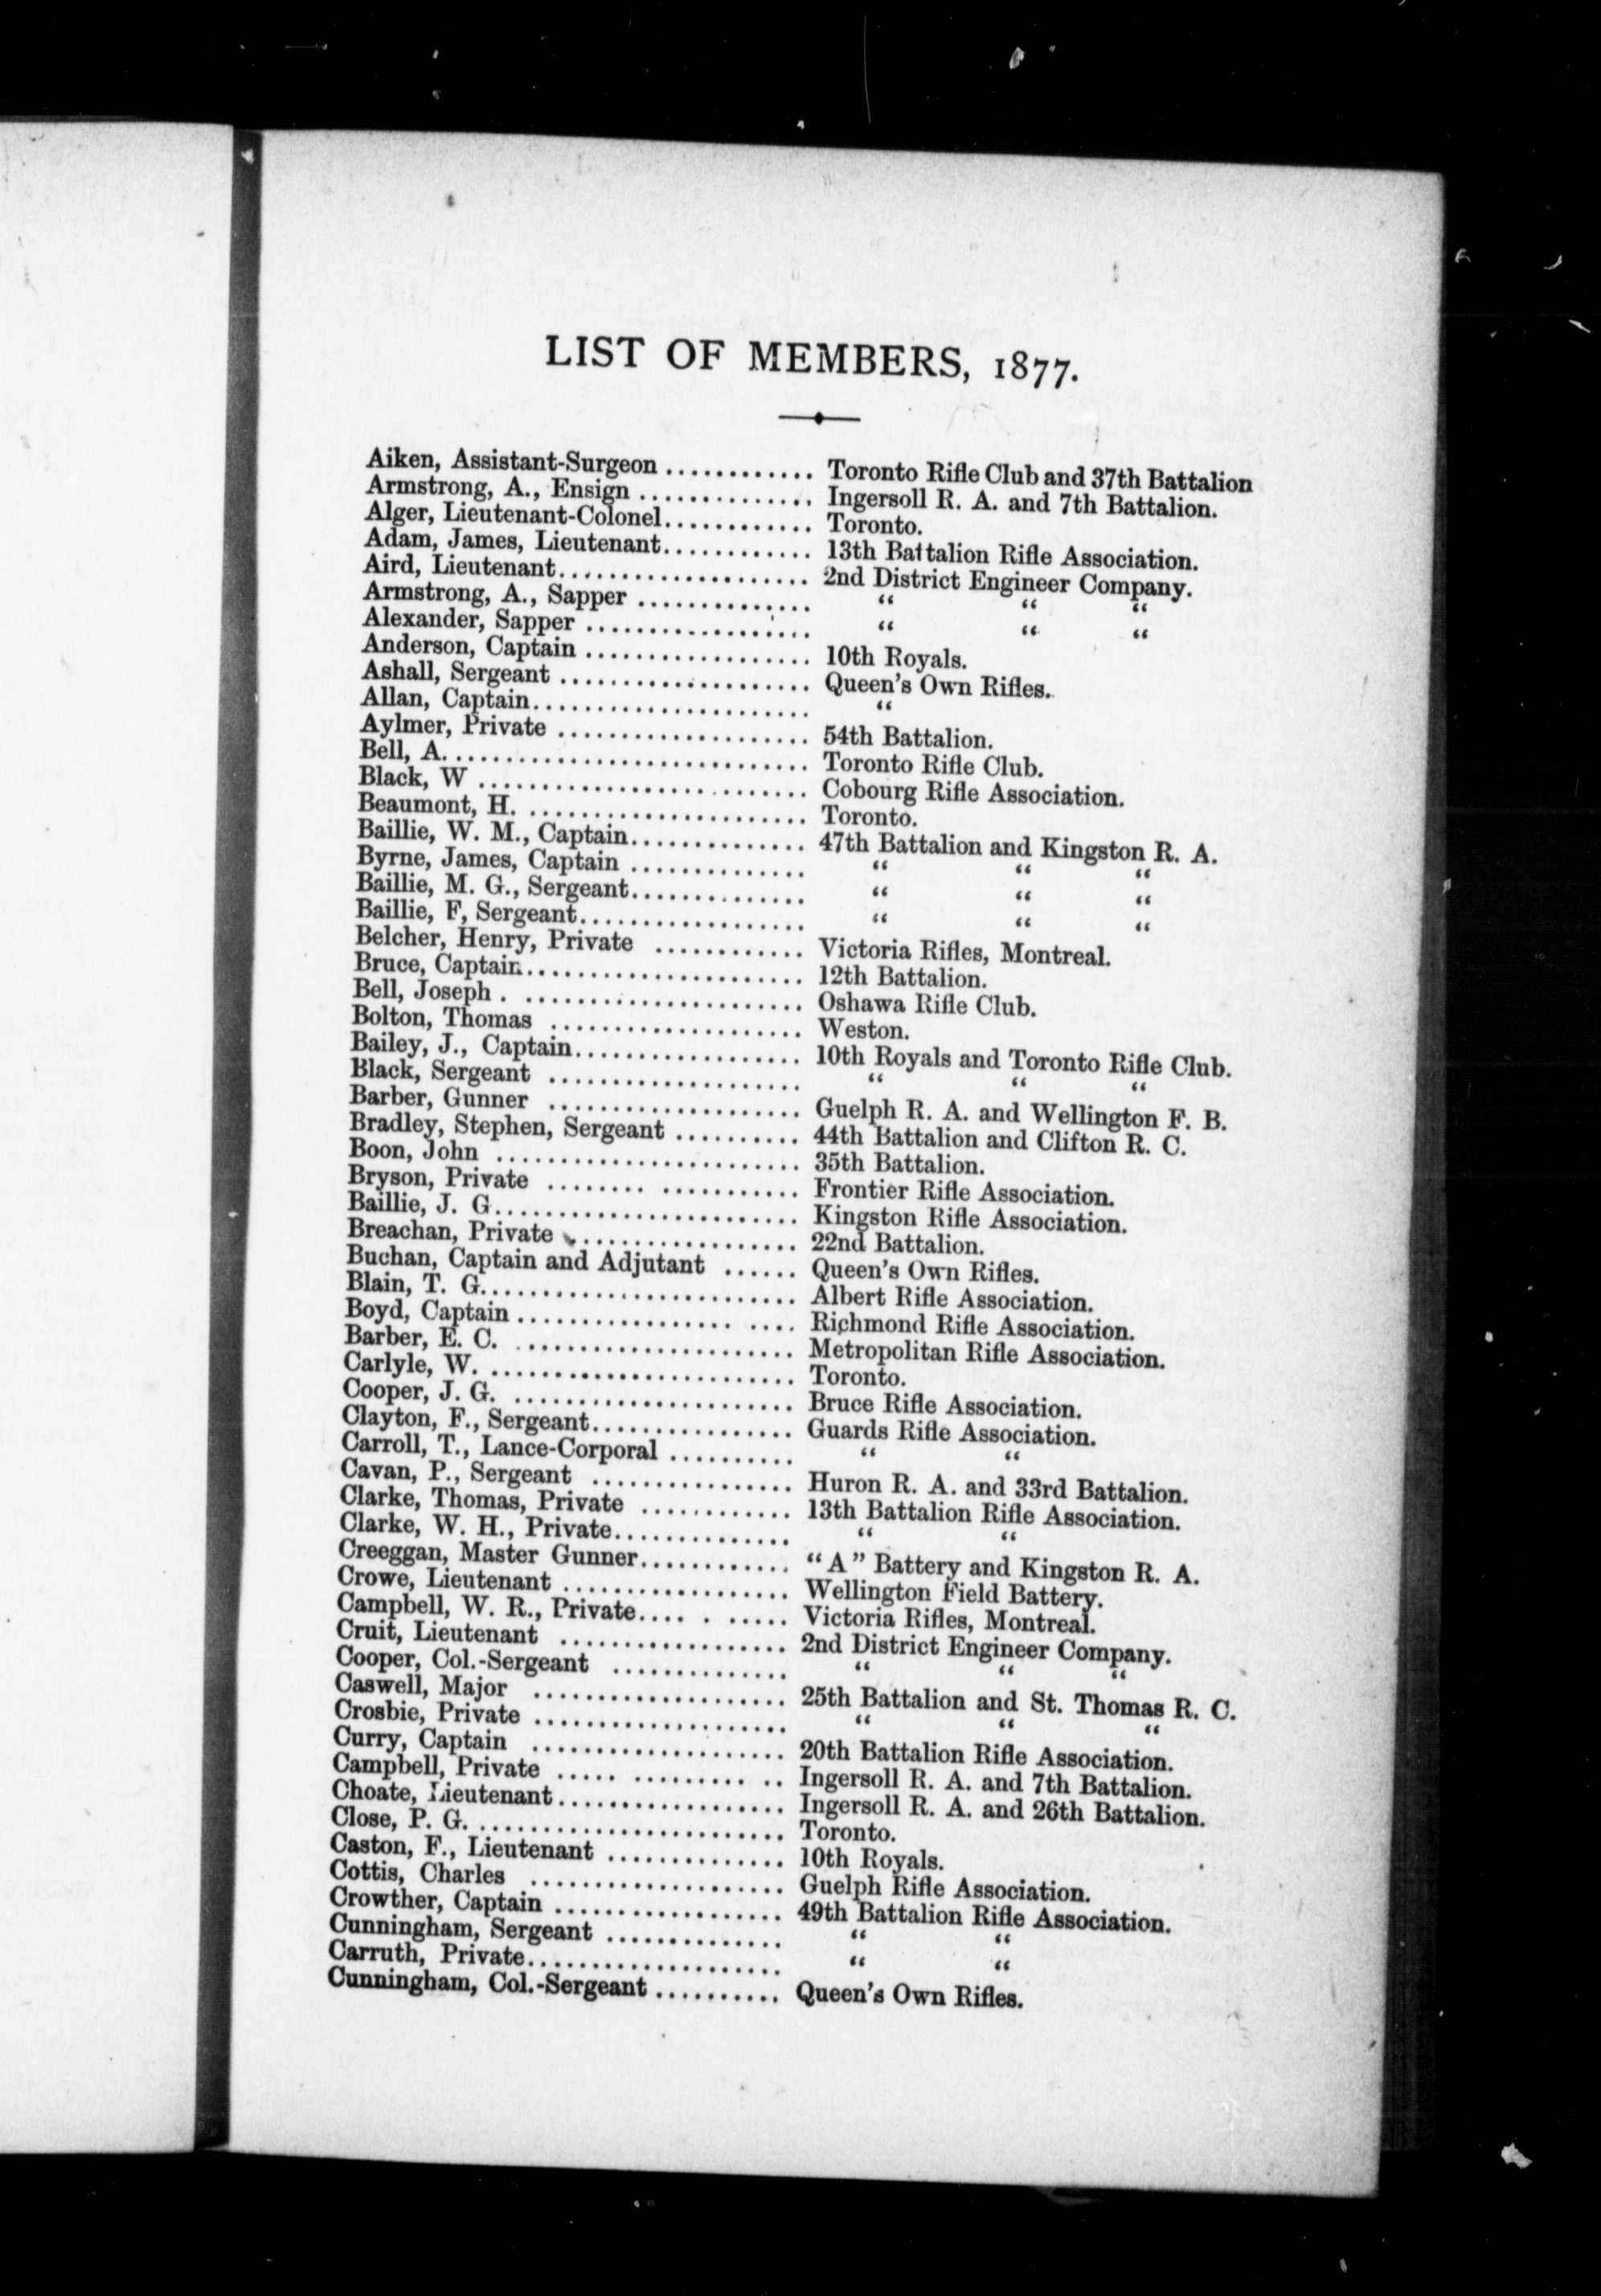 LIST OF MEMBERS, 1877.
Aiken, Assistant-Surgeon ............ Toronto Rifle Club and 37th Battalion
Armstrong, A., Ensign .............. Ingersoll R. A. and 7th Battalion.
Alger, Lieutenant-Colonel............ Toronto.
Adam, James, Lieutenant............ 13th Battalion Rifle Association.
Aird, Lieutenant.................... 2nd District Engineer Company.
Armstrong, A., Sapper .............. “ “ “
Alexander, Sapper .................. “ “ “
Anderson, Captain .................. 10th Royals.
Ashall, Sergeant .................... Queen's Own Rifles.
Allan, Captain...................... “
Aylmer, Private .................... 54th Battalion.
Bell, A............................. Toronto Rifle Club.
Black, W .......................... Cobourg Rifle Association.
Beaumont, H. ...................... Toronto.
Baillie, W. M., Captain.............. 47th Battalion and Kingston R. A.
Byrne, James, Captain .............. “ “ “
Baillie, M. G., Sergeant.............. “ “ “
Baillie, F, Sergeant.................. “ “ “
Belcher, Henry, Private ............ Victoria Rifles, Montreal.
Bruce, Captain...................... 12th Battalion.
Bell, Joseph . ...................... Oshawa Rifle Club.
Bolton, Thomas .................... Weston.
Bailey, J., Captain.................. 10th Royals and Toronto Rifle Club.
Black, Sergeant .................... “ “ “
Barber, Gunner .................... Guelph R. A. and Wellington F. B.
Bradley, Stephen, Sergeant .......... 44th Battalion and Clifton R. C.
Boon, John ........................ 35th Battalion.
Bryson, Private ........ ........... Frontier Rifle Association.
Baillie, J. G........................ Kingston Rifle Association.
Breachan, Private .................. 22nd Battalion.
Buchan, Captain and Adjutant ...... Queen's Own Rifles.
Blain, T. G......................... Albert Rifle Association.
Boyd, Captain ................. .... Richmond Rifle Association.
Barber, E. C. ...................... Metropolitan Rifle Association.
Carlyle, W. ........................ Toronto.
Cooper, J. G. ...................... Bruce Rifle Association.
Clayton, F., Sergeant................ Guards Rifle Association.
Carroll, T., Lance-Corporal .......... “ “
Cavan, P., Sergeant ................ Huron R. A. and 33rd Battalion.
Clarke, Thomas, Private ............ 13th Battalion Rifle Association.
Clarke, W. H., Private.............. “ “
Creeggan, Master Gunner............ “A” Battery and Kingston R. A.
Crowe, Lieutenant .................. Wellington Field Battery.
Campbell, W. R., Private.... . ..... Victoria Rifles, Montreal.
Cruit, Lieutenant .................. 2nd District Engineer Company.
Cooper, Col.-Sergeant .............. “ “ “
Caswell, Major .................... 25th Battalion and St. Thomas R. C.
Crosbie, Private .................... “ “ “
Curry, Captain .................... 20th Battalion Rifle Association.
Campbell, Private ..... ......... .. Ingersoll R. A. and 7th Battalion.
Choate, Lieutenant.................. Ingersoll R. A. and 26th Battalion.
Close, P. G. ........................ Toronto.
Caston, F., Lieutenant .............. 10th Royals.
Cottis, Charles .................... Guelph Rifle Association.
Crowther, Captain .................. 49th Battalion Rifle Association.
Cunningham, Sergeant .............. “ “
Carruth, Private.................... “ “
Cunningham, Col.-Sergeant .......... Queen's Own Rifles.